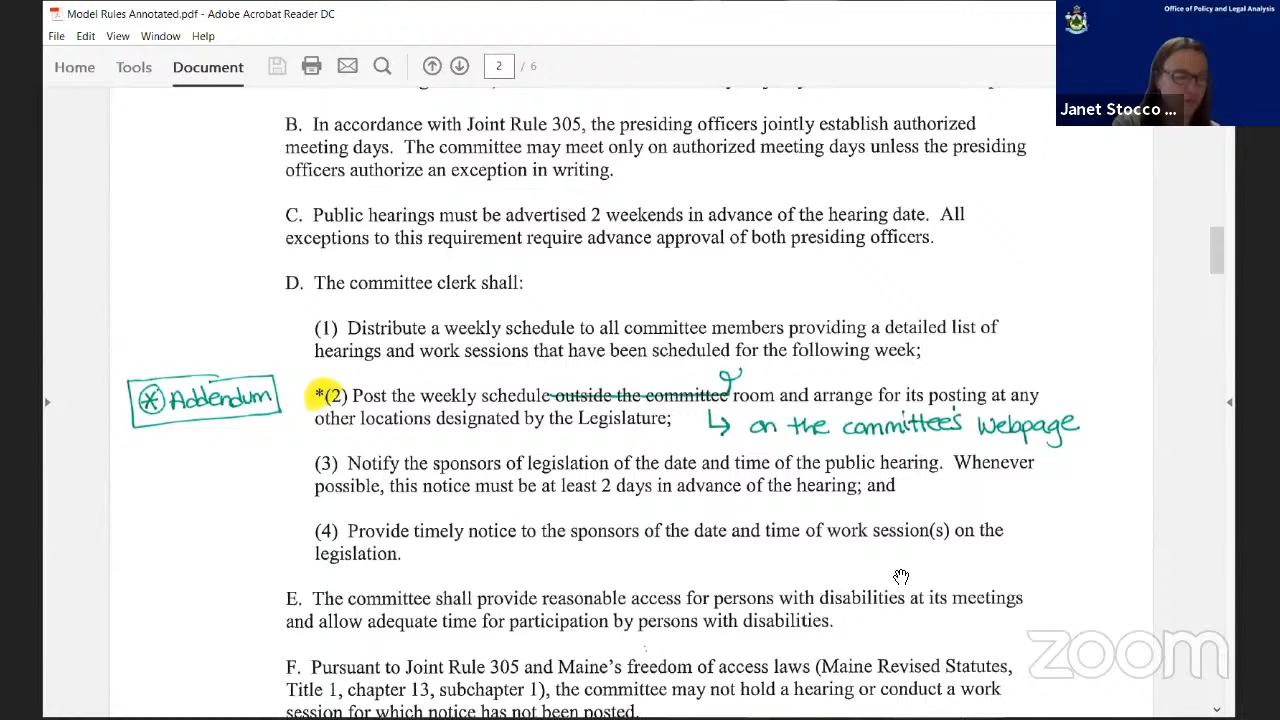 Model Rules Annotated.pdf - Adobe Acrobat Reader DC
File Edit View Window Help
Home Tools Document 2 / 6
Office of Policy and Legal Analysis
Janet Stocco ...
B. In accordance with Joint Rule 305, the presiding officers jointly establish authorized
meeting days. The committee may meet only on authorized meeting days unless the presiding
officers authorize an exception in writing.
C. Public hearings must be advertised 2 weekends in advance of the hearing date. All
exceptions to this requirement require advance approval of both presiding officers.
D. The committee clerk shall:
(1) Distribute a weekly schedule to all committee members providing a detailed list of
hearings and work sessions that have been scheduled for the following week;
* Addendum
*(2) Post the weekly schedule outside the committee room and arrange for its posting at any
other locations designated by the Legislature;
↳ on the committee's webpage
(3) Notify the sponsors of legislation of the date and time of the public hearing. Whenever
possible, this notice must be at least 2 days in advance of the hearing; and
(4) Provide timely notice to the sponsors of the date and time of work session(s) on the
legislation.
E. The committee shall provide reasonable access for persons with disabilities at its meetings
and allow adequate time for participation by persons with disabilities.
F. Pursuant to Joint Rule 305 and Maine's freedom of access laws (Maine Revised Statutes,
Title 1, chapter 13, subchapter 1), the committee may not hold a hearing or conduct a work
session for which notice has not been posted.
zoom